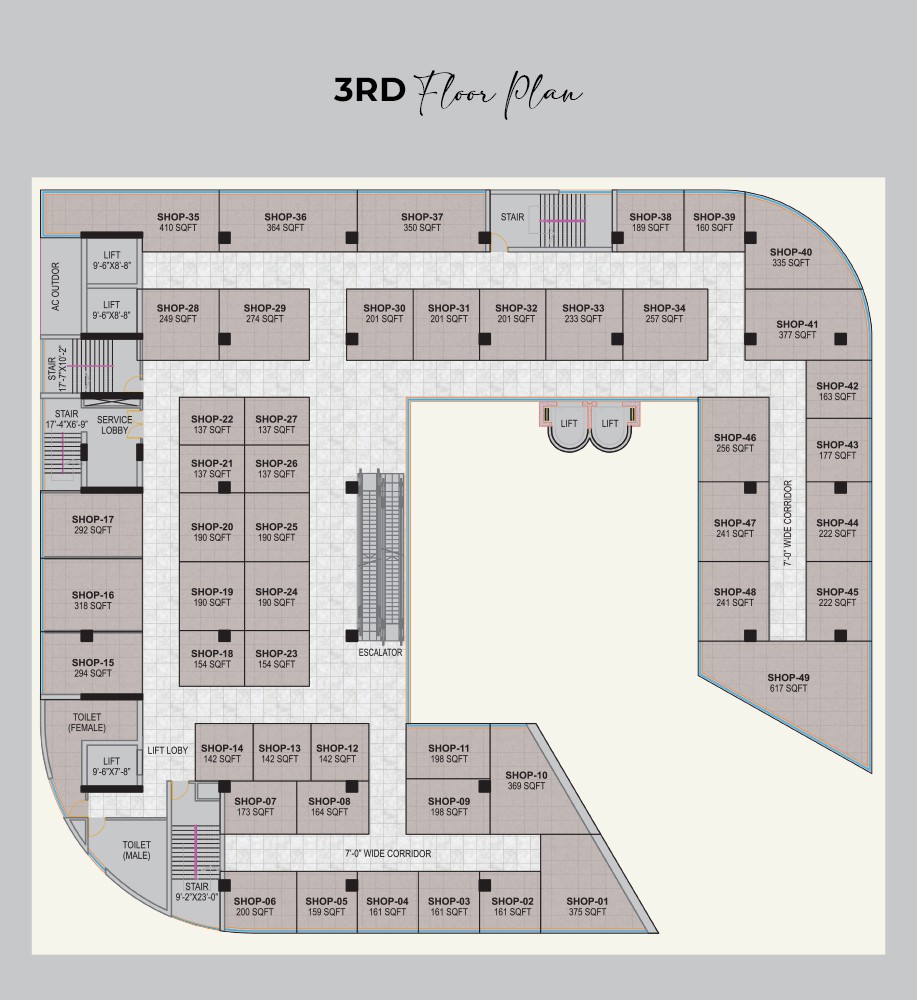 3RD Floor Plan
SHOP-35
410 SQFT
SHOP-36
364 SQFT
SHOP-37
350 SQFT
STAIR
SHOP-38
189 SQFT
SHOP-39
160 SQFT
SHOP-40
335 SQFT
AC OUTDOR
LIFT
9'-6"X8'-8"
LIFT
9'-6"X8'-8"
SHOP-28
249 SQFT
SHOP-29
274 SQFT
SHOP-30
201 SQFT
SHOP-31
201 SQFT
SHOP-32
201 SQFT
SHOP-33
233 SQFT
SHOP-34
257 SQFT
SHOP-41
377 SQFT
STAIR
17'-7"X10'-2"
SHOP-42
163 SQFT
STAIR
17'-4"X6'-9"
SERVICE
LOBBY
SHOP-22
137 SQFT
SHOP-27
137 SQFT
LIFT
LIFT
SHOP-46
256 SQFT
SHOP-43
177 SQFT
SHOP-21
137 SQFT
SHOP-26
137 SQFT
SHOP-17
292 SQFT
SHOP-20
190 SQFT
SHOP-25
190 SQFT
ESCALATOR
SHOP-47
241 SQFT
7'-0" WIDE CORRIDOR
SHOP-44
222 SQFT
SHOP-16
318 SQFT
SHOP-19
190 SQFT
SHOP-24
190 SQFT
SHOP-48
241 SQFT
SHOP-45
222 SQFT
SHOP-15
294 SQFT
SHOP-18
154 SQFT
SHOP-23
154 SQFT
SHOP-49
617 SQFT
TOILET
(FEMALE)
LIFT LOBY
LIFT
9'-6"X7'-8"
SHOP-14
142 SQFT
SHOP-13
142 SQFT
SHOP-12
142 SQFT
SHOP-11
198 SQFT
SHOP-10
369 SQFT
SHOP-07
173 SQFT
SHOP-08
164 SQFT
SHOP-09
198 SQFT
TOILET
(MALE)
7'-0" WIDE CORRIDOR
STAIR
9'-2"X23'-0"
SHOP-06
200 SQFT
SHOP-05
159 SQFT
SHOP-04
161 SQFT
SHOP-03
161 SQFT
SHOP-02
161 SQFT
SHOP-01
375 SQFT